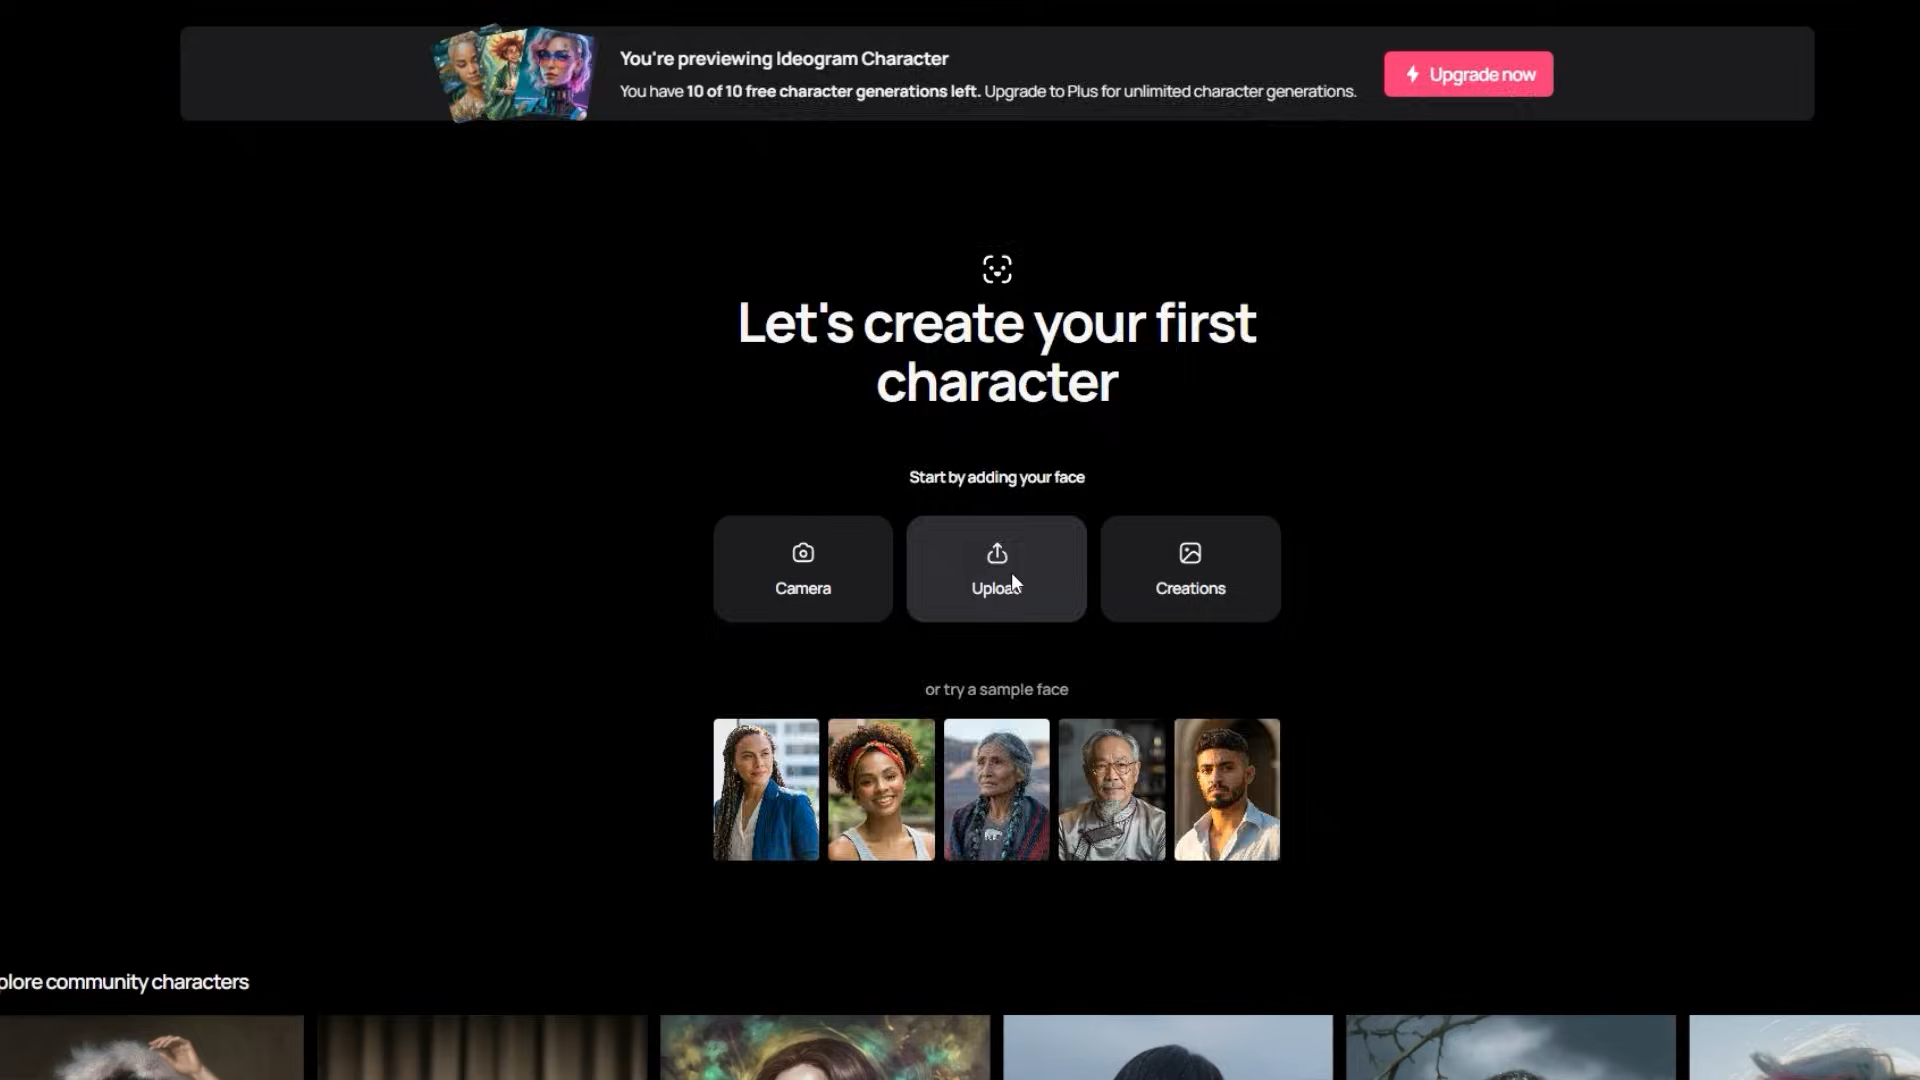 You're previewing Ideogram Character
You have 10 of 10 free character generations left. Upgrade to Plus for unlimited character generations.
Upgrade now
Let's create your first
character
Start by adding your face
Camera
Upload
Creations
or try a sample face
plore community characters